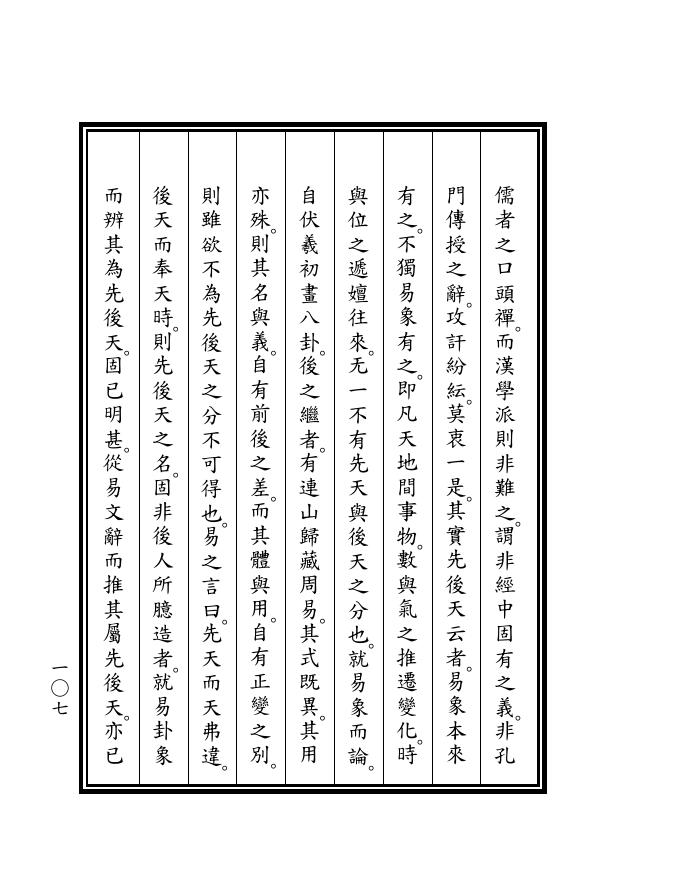 儒者之口頭禪。而漢學派則非難之。謂非經中固有之義。非孔
門傳授之辭。攻訐紛紜。莫衷一是。其實先後天云者。易象本來
有之。不獨易象有之。即凡天地間事物。數與氣之推遷變化。時
與位之遞嬗往來。无一不有先天與後天之分也。就易象而論。
自伏羲初畫八卦。後之繼者。有連山歸藏周易。其式既異。其用
亦殊。則其名與義。自有前後之差。而其體與用。自有正變之別。
則雖欲不為先後天之分不可得也。易之言曰。先天而天弗違。
後天而奉天時。則先後天之名。固非後人所臆造者。就易卦象
而辨其為先後天。固已明甚。從易文辭而推其屬先後天。亦已
一〇七